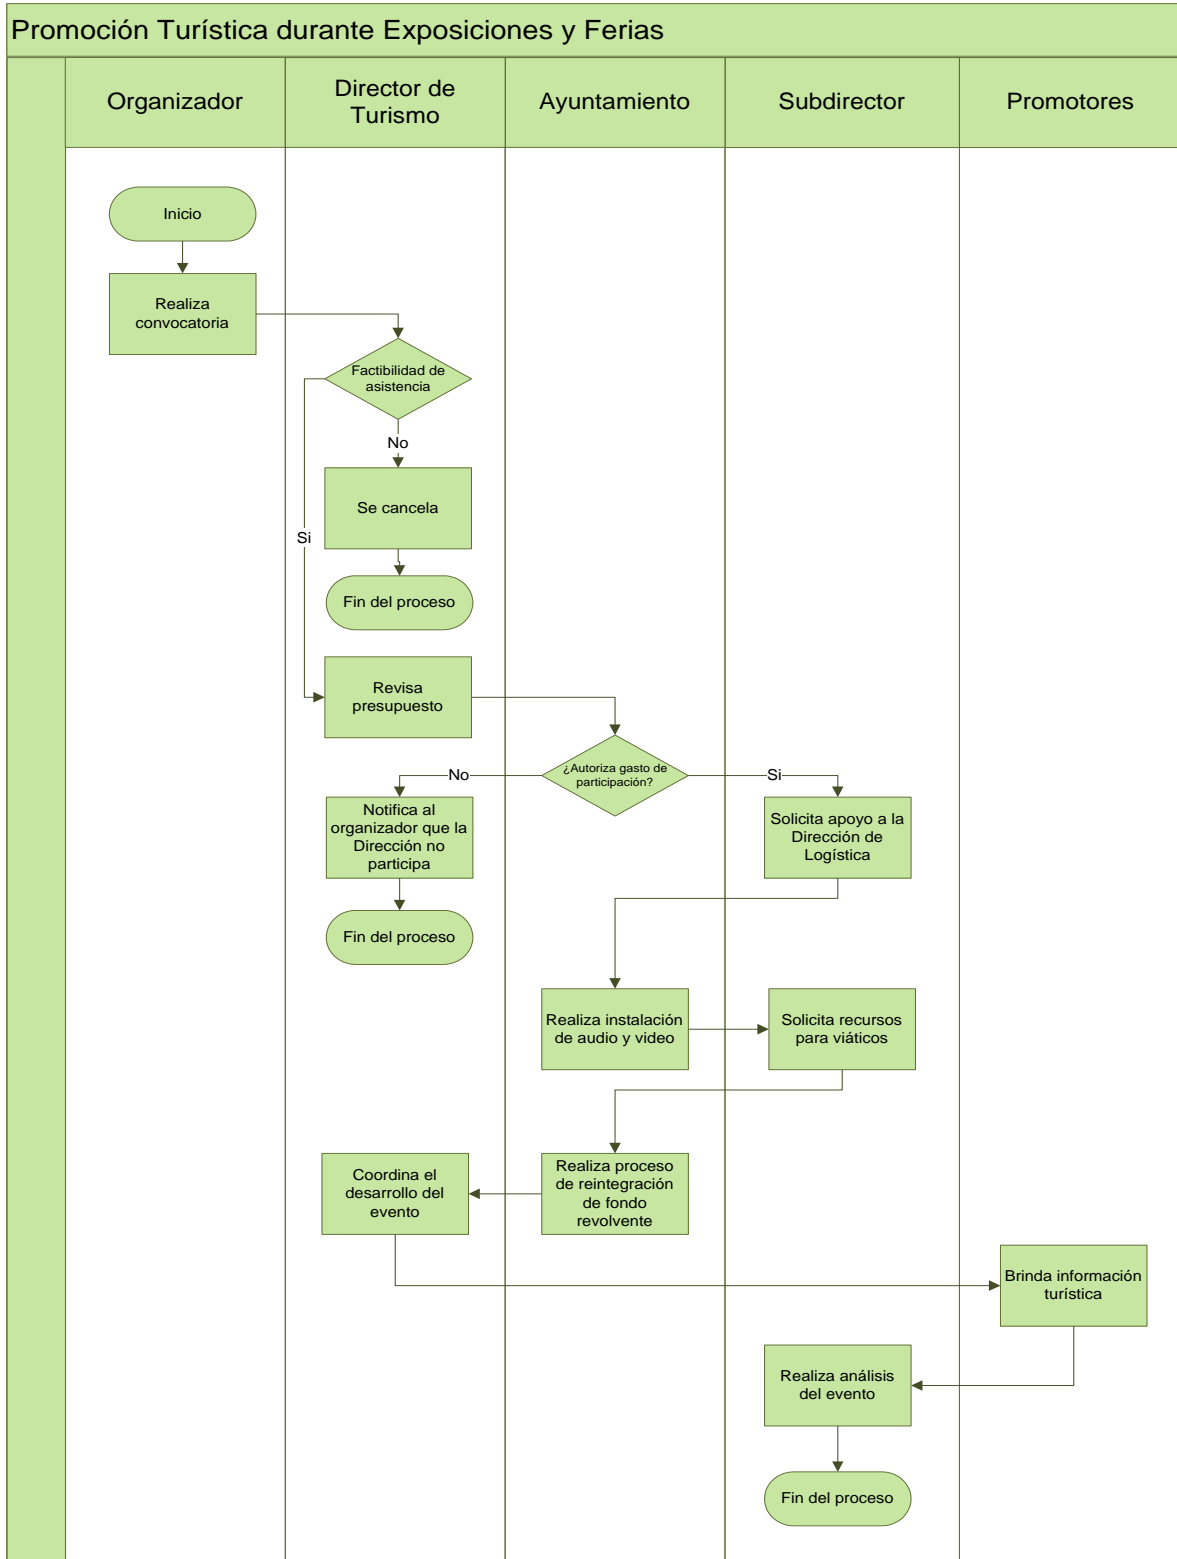 Promoción Turística durante Exposiciones y Ferias
Organizador
Director de
Turismo
Ayuntamiento
Subdirector
Promotores
Inicio
Realiza
convocatoria
Factibilidad de
asistencia
No
Se cancela
Si
Fin del proceso
Revisa
presupuesto
¿Autoriza gasto de
participación?
No
Si
Notifica al
organizador que la
Dirección no
participa
Solicita apoyo a la
Dirección de
Logística
Fin del proceso
Realiza instalación
de audio y video
Solicita recursos
para viáticos
Realiza proceso
de reintegración
de fondo
revolvente
Coordina el
desarrollo del
evento
Brinda información
turística
Realiza análisis
del evento
Fin del proceso